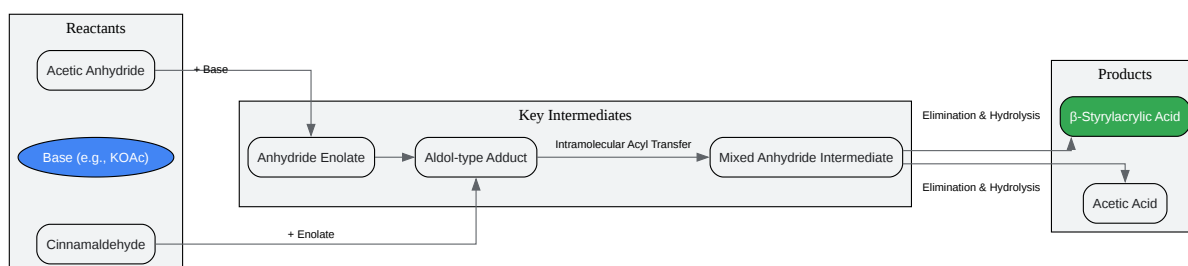 Reactants
Acetic Anhydride
+ Base
Base (e.g., KOAc)
Cinnamaldehyde
+ Enolate
Key Intermediates
Anhydride Enolate
Aldol-type Adduct
Intramolecular Acyl Transfer
Mixed Anhydride Intermediate
Elimination & Hydrolysis
Elimination & Hydrolysis
Products
β-Styrylacrylic Acid
Acetic Acid